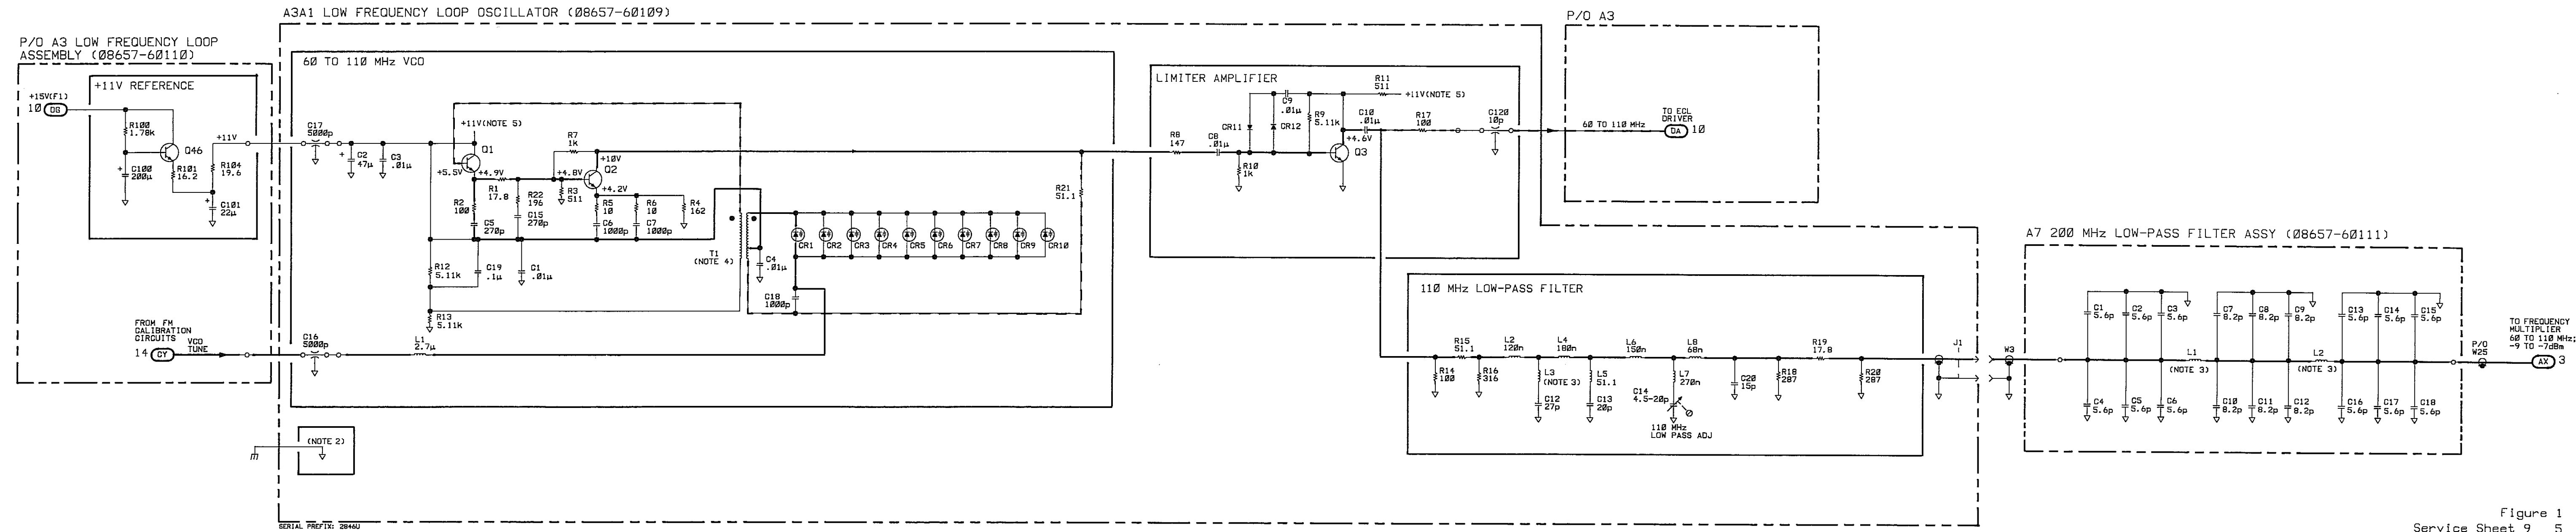 A3A1 LOW FREQUENCY LOOP OSCILLATOR (08657-60109)
P/O A3
P/O A3 LOW FREQUENCY LOOP
ASSEMBLY (08657-60110)
+11V REFERENCE
+15V(F1)
10 DG
R100
1.78k
Q46
C100
200µ
+
R101
16.2
+11V
R104
19.6
+
C101
22µ
FROM FM
CALIBRATION
CIRCUITS
14 CY
VCO
TUNE
60 TO 110 MHz VCO
C17
5000p
+
C2
47µ
C3
.01µ
+11V(NOTE 5)
Q1
+5.5V
+4.9V
R1
17.8
R2
100
C5
270p
R22
196
C15
270p
R7
1k
+4.8V
R3
511
+10V
Q2
+4.2V
R5
10
C6
1000p
R6
10
C7
1000p
R4
162
R12
5.11k
C19
.1µ
C1
.01µ
R13
5.11k
T1
(NOTE 4)
C4
.01µ
C18
1000p
CR1
CR2
CR3
CR4
CR5
CR6
CR7
CR8
CR9
CR10
R21
51.1
C16
5000p
L1
2.7µ
(NOTE 2)
SERIAL PREFIX: 2846U
LIMITER AMPLIFIER
R8
147
C8
.01µ
R10
1k
CR11
CR12
C9
.01µ
R9
5.11k
R11
511
+11V(NOTE 5)
C10
.01µ
+4.6V
Q3
R17
100
C120
10p
60 TO 110 MHz
TO ECL
DRIVER
DA 10
110 MHz LOW-PASS FILTER
R15
51.1
R14
100
R16
316
L2
120n
L3
(NOTE 3)
C12
27p
L4
180n
L5
51.1
C13
20p
L6
150n
L8
68n
L7
270n
C14
4.5-20p
110 MHz
LOW PASS ADJ
C20
15p
R18
287
R19
17.8
R20
287
J1
W3
A7 200 MHz LOW-PASS FILTER ASSY (08657-60111)
C1
5.6p
C2
5.6p
C3
5.6p
C7
8.2p
C8
8.2p
C9
8.2p
C13
5.6p
C14
5.6p
C15
5.6p
L1
(NOTE 3)
L2
(NOTE 3)
C4
5.6p
C5
5.6p
C6
5.6p
C10
8.2p
C11
8.2p
C12
8.2p
C16
5.6p
C17
5.6p
C18
5.6p
P/O
W25
TO FREQUENCY
MULTIPLIER
60 TO 110 MHz;
-9 TO -7dBm
AX 3
Figure 1
Service Sheet 9 5